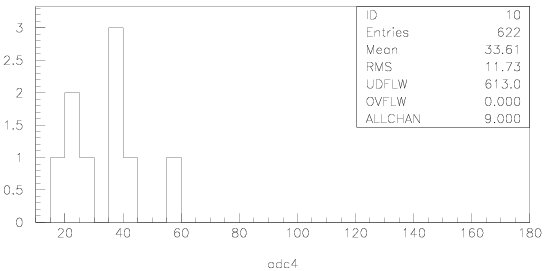 ID 10
Entries 622
Mean 33.61
RMS 11.73
UDFLW 613.0
OVFLW 0.000
ALLCHAN 9.000
3
2.5
2
1.5
1
0.5
0
20 40 60 80 100 120 140 160 180
adc4